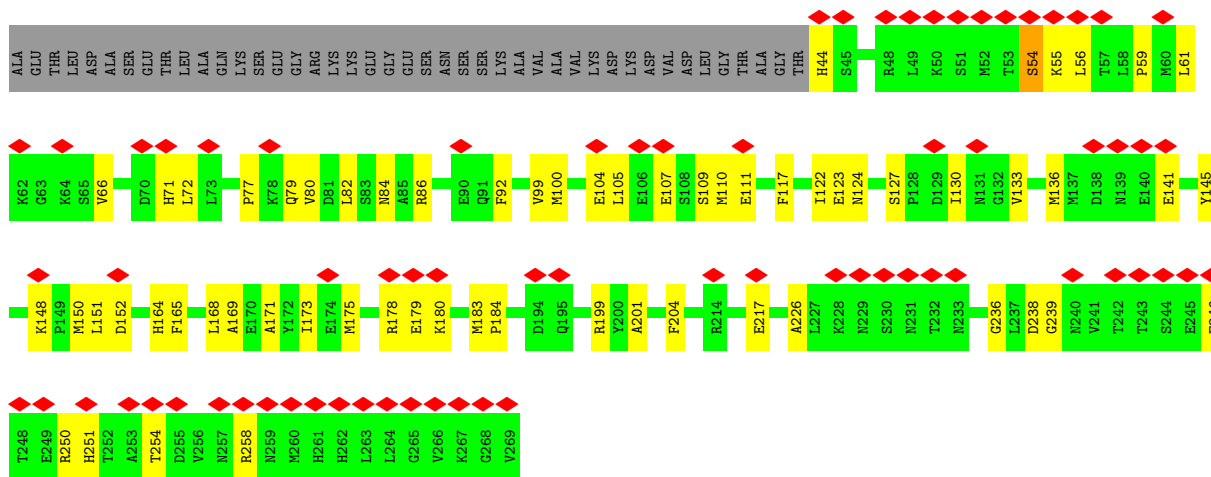 ALA GLU THR LEU ASP ALA SER GLU THR LEU ALA GLN LYS SER GLU GLY ARG LYS LYS GLU GLY GLU SER ASN SER SER LYS ALA VAL ALA VAL LYS ASP LYS ASP VAL ASP LEU GLY THR ALA GLY THR H44 S45 R48 L49 K50 S51 M52 T53 S54 K55 L56 T57 L58 P59 M60 L61
K62 G63 K64 S65 V66 D70 H71 L72 L73 P77 K78 Q79 V80 D81 L82 S83 N84 A85 R86 E90 Q91 F92 V99 M100 E104 L105 E106 E107 S108 S109 M110 E111 F117 I122 E123 N124 S127 P128 D129 I130 N131 G132 V133 M136 M137 D138 N139 E140 E141 Y145
K148 P149 M150 L151 D152 H164 F165 L168 A169 E170 A171 Y172 I173 E174 M175 R178 E179 K180 M183 P184 D194 Q195 R199 Y200 A201 F204 R214 E217 A226 L227 K228 N229 S230 N231 T232 N233 G236 L237 D238 G239 N240 V241 T242 T243 S244 E245
T248 E249 R250 H251 T252 A253 T254 D255 V256 N257 R258 N259 M260 H261 H262 L263 L264 G265 V266 K267 G268 V269